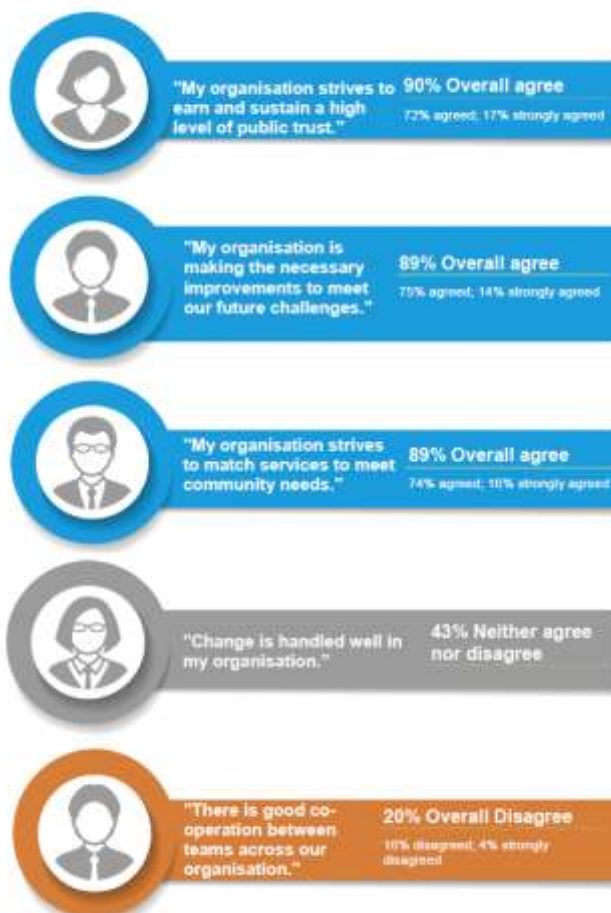 "My organisation strives to
earn and sustain a high
level of public trust."
90% Overall agree
72% agreed; 17% strongly agreed
"My organisation is
making the necessary
improvements to meet
our future challenges."
89% Overall agree
75% agreed; 14% strongly agreed
"My organisation strives
to match services to meet
community needs."
89% Overall agree
74% agreed; 16% strongly agreed
"Change is handled well in
my organisation."
43% Neither agree
nor disagree
"There is good co-
operation between
teams across our
organisation."
20% Overall Disagree
16% disagreed; 4% strongly
disagreed